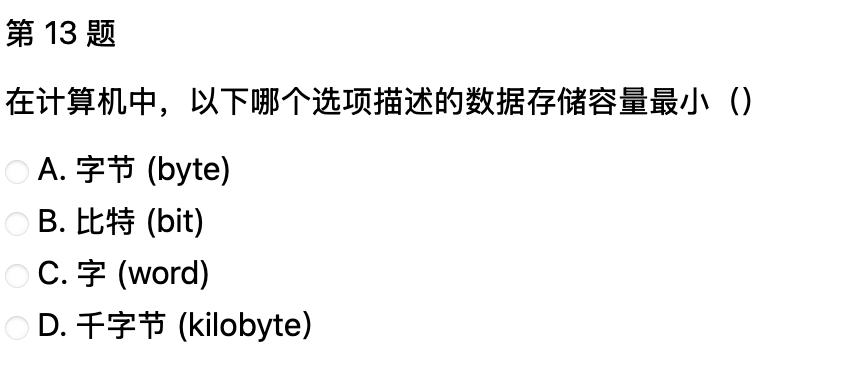 第 13 题
在计算机中，以下哪个选项描述的数据存储容量最小（）
A. 字节 (byte)
B. 比特 (bit)
C. 字 (word)
D. 千字节 (kilobyte)